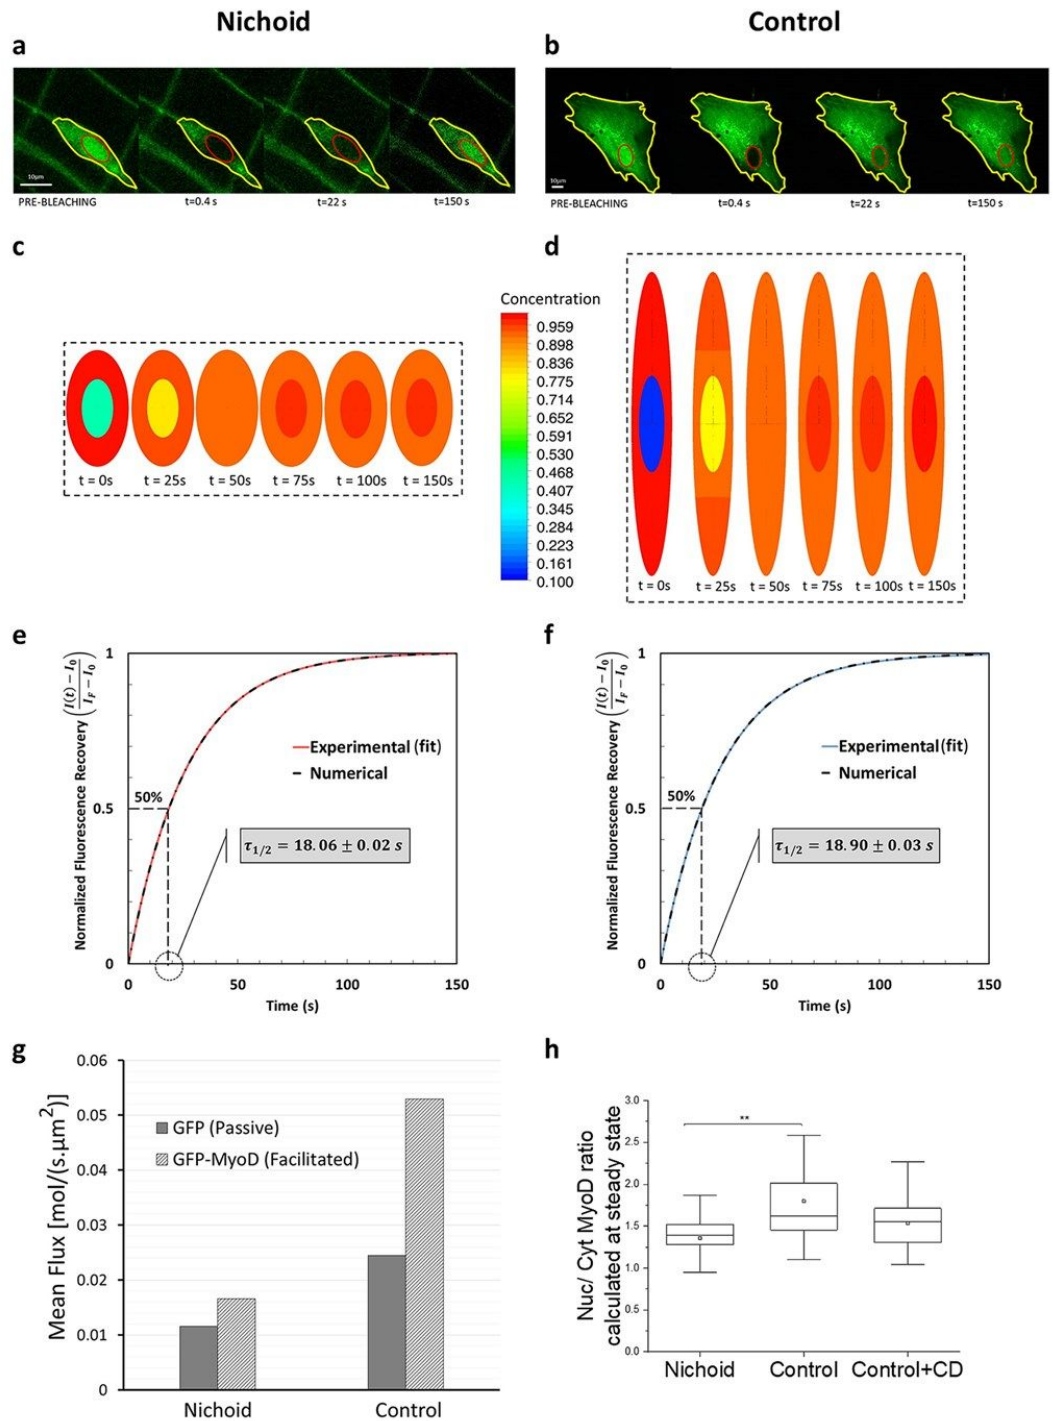 Nichoid
Control
a
b
10μm
PRE-BLEACHING
t=0.4 s
t=22 s
t=150 s
PRE-BLEACHING
t=0.4 s
t=22 s
t=150 s
c
d
t = 0s
t = 25s
t = 50s
t = 75s
t = 100s
t = 150s
Concentration
0.959
0.898
0.836
0.775
0.714
0.652
0.591
0.530
0.468
0.407
0.345
0.284
0.223
0.161
0.100
t = 0s
t = 25s
t = 50s
t = 75s
t = 100s
t = 150s
e
Normalized Fluorescence Recovery (I(t) − I0 / IF − I0)
1
0.5
0
50%
Experimental (fit)
Numerical
τ1/2 = 18.06 ± 0.02 s
0
50
100
150
Time (s)
f
Normalized Fluorescence Recovery (I(t) − I0 / IF − I0)
1
0.5
0
50%
Experimental (fit)
Numerical
τ1/2 = 18.90 ± 0.03 s
0
50
100
150
Time (s)
g
Mean Flux [mol/(s.μm²)]
0.06
0.05
0.04
0.03
0.02
0.01
0
GFP (Passive)
GFP-MyoD (Facilitated)
Nichoid
Control
h
Nuc/ Cyt MyoD ratio
calculated at steady state
3.0
2.5
2.0
1.5
1.0
0.5
0.0
**
Nichoid
Control
Control+CD